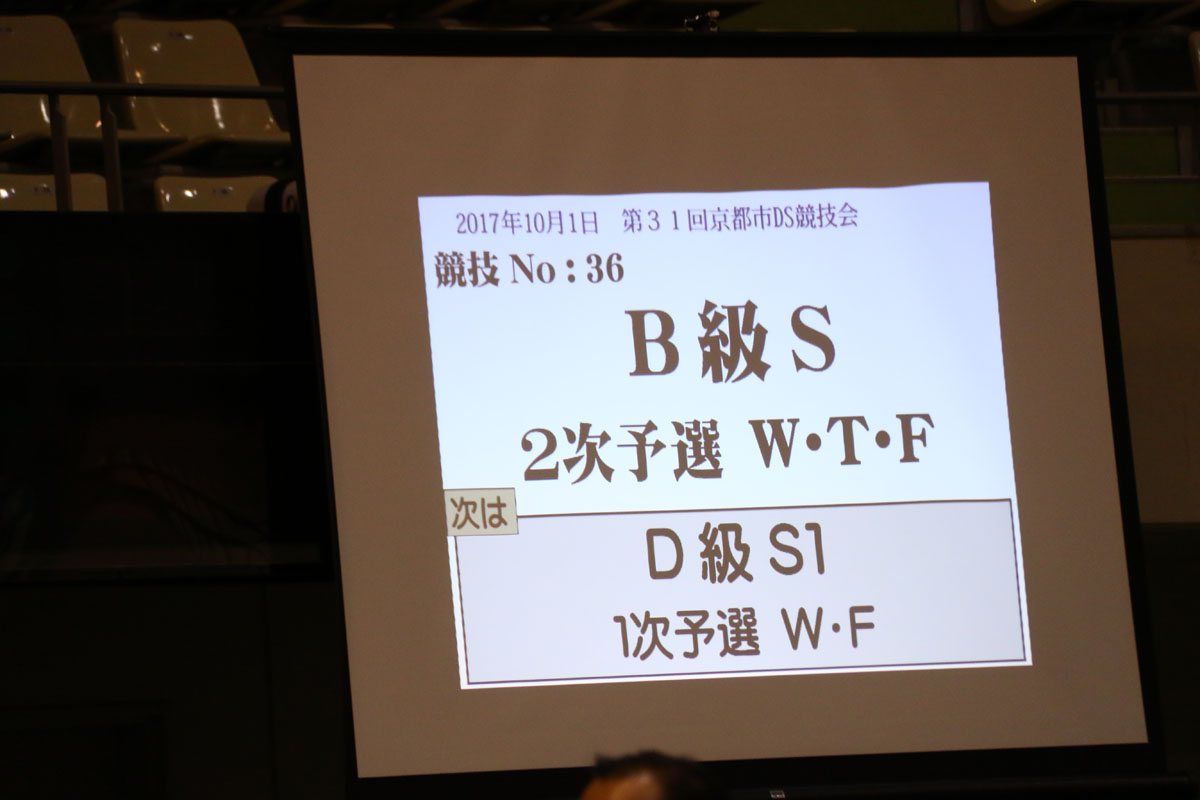 2017年10月1日　第３１回京都市DS競技会
競技 No : 36
B 級 S
2次予選 W・T・F
次は
D 級 S1
1次予選 W・F